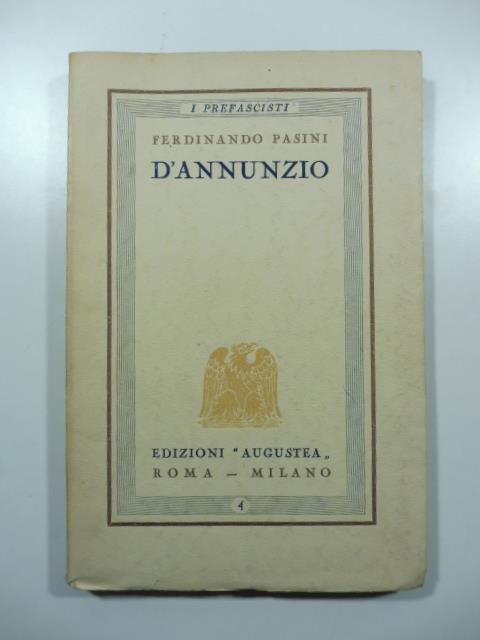 I PREFASCISTI
FERDINANDO PASINI
D'ANNUNZIO
EDIZIONI "AUGUSTEA„
ROMA — MILANO
4